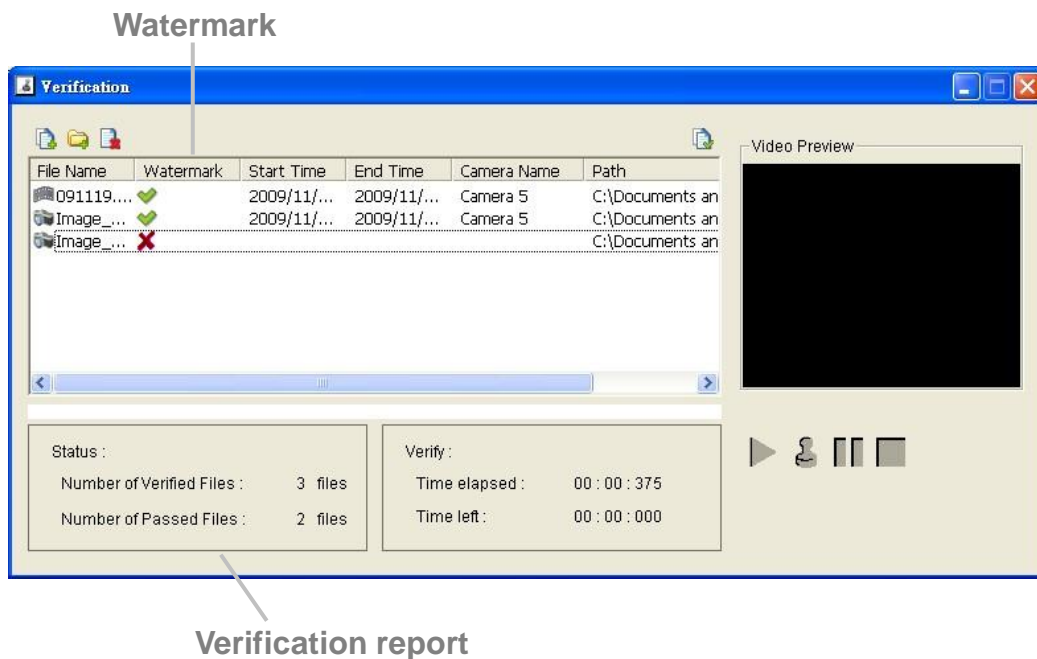 Watermark
Verification
Video Preview
File Name Watermark Start Time End Time Camera Name Path
091119.... 2009/11/... 2009/11/... Camera 5 C:\Documents an
Image_... 2009/11/... 2009/11/... Camera 5 C:\Documents an
Image_... C:\Documents an
Status :
Number of Verified Files : 3 files
Number of Passed Files : 2 files
Verify :
Time elapsed : 00 : 00 : 375
Time left : 00 : 00 : 000
Verification report